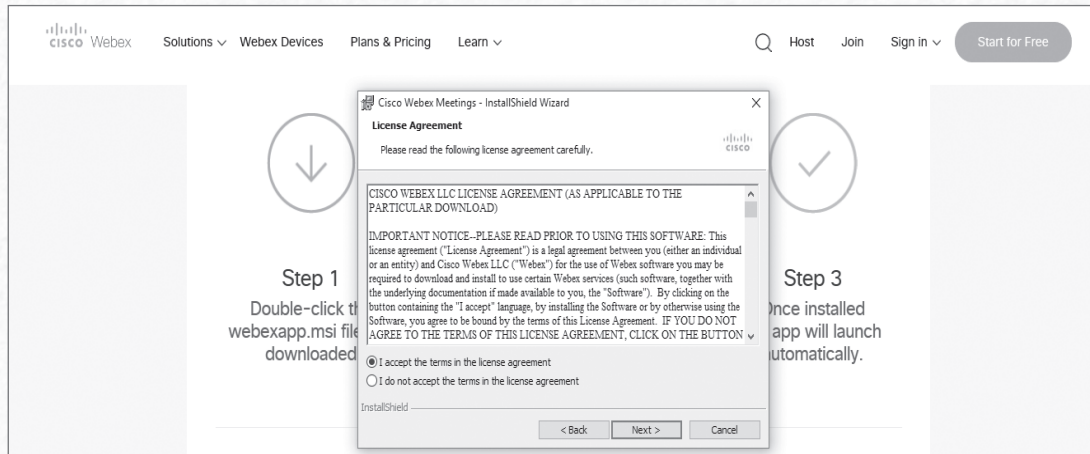 CISCO Webex Solutions Webex Devices Plans & Pricing Learn Host Join Sign in Start for Free
Cisco Webex Meetings - InstallShield Wizard
License Agreement
Please read the following license agreement carefully.
CISCO
CISCO WEBEX LLC LICENSE AGREEMENT (AS APPLICABLE TO THE
PARTICULAR DOWNLOAD)
IMPORTANT NOTICE--PLEASE READ PRIOR TO USING THIS SOFTWARE: This
license agreement ("License Agreement") is a legal agreement between you (either an individual
or an entity) and Cisco Webex LLC ("Webex") for the use of Webex software you may be
required to download and install to use certain Webex services (such software, together with
the underlying documentation if made available to you, the "Software"). By clicking on the
button containing the "I accept" language, by installing the Software or by otherwise using the
Software, you agree to be bound by the terms of this License Agreement. IF YOU DO NOT
AGREE TO THE TERMS OF THIS LICENSE AGREEMENT, CLICK ON THE BUTTON
I accept the terms in the license agreement
I do not accept the terms in the license agreement
InstallShield
< Back Next > Cancel
Step 1
Double-click
webexapp.msi file
downloaded
Step 3
Once installed
app will launch
automatically.